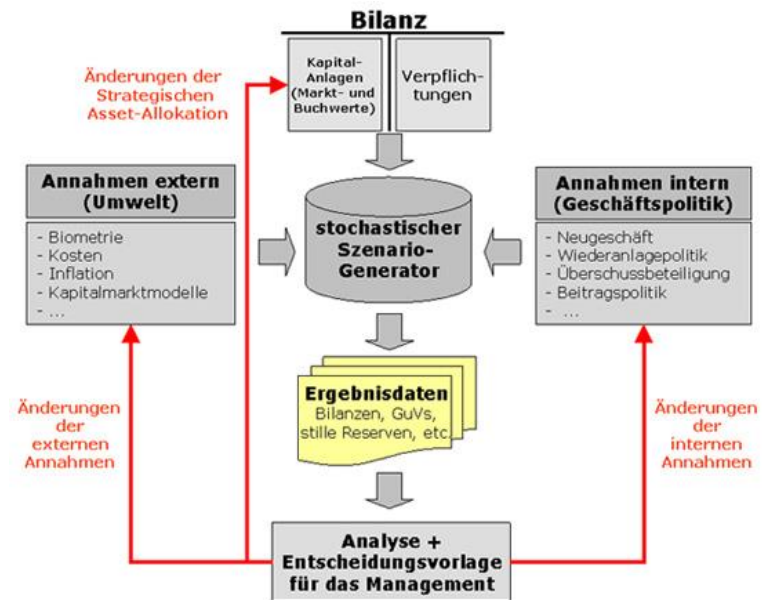 Bilanz
Änderungen der
Strategischen
Asset-Allokation
Kapital-
Anlagen
(Markt- und
Buchwerte)
Verpflich-
tungen
Annahmen extern
(Umwelt)
- Biometrie
- Kosten
- Inflation
- Kapitalmarktmodelle
- ...
stochastischer
Szenario-
Generator
Annahmen intern
(Geschäftspolitik)
- Neugeschäft
- Wiederanlagepolitik
- Überschussbeteiligung
- Beitragspolitik
- ...
Ergebnisdaten
Bilanzen, GuVs,
stille Reserven, etc.
Änderungen
der
externen
Annahmen
Änderungen
der
internen
Annahmen
Analyse +
Entscheidungsvorlage
für das Management